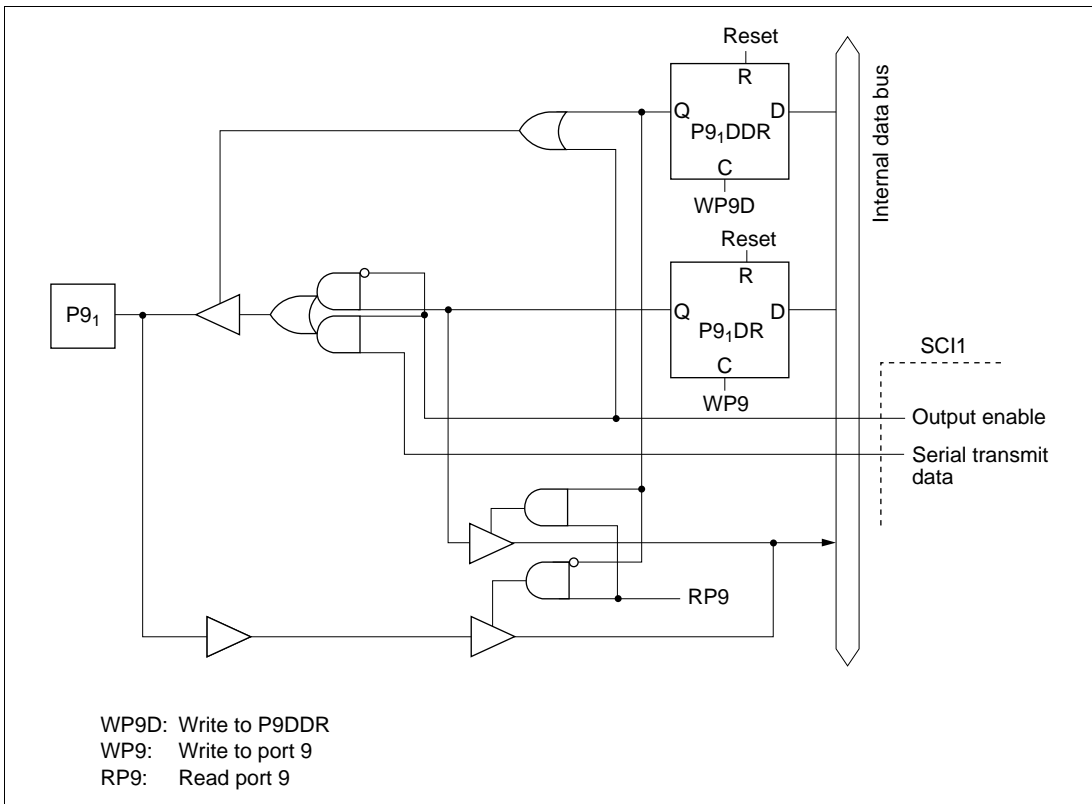 Reset
R
Q
D
P9₁DDR
C
WP9D
Internal data bus
Reset
R
Q
D
P9₁DR
C
WP9
P9₁
SCI1
Output enable
Serial transmit
data
RP9
WP9D: Write to P9DDR
WP9: Write to port 9
RP9: Read port 9